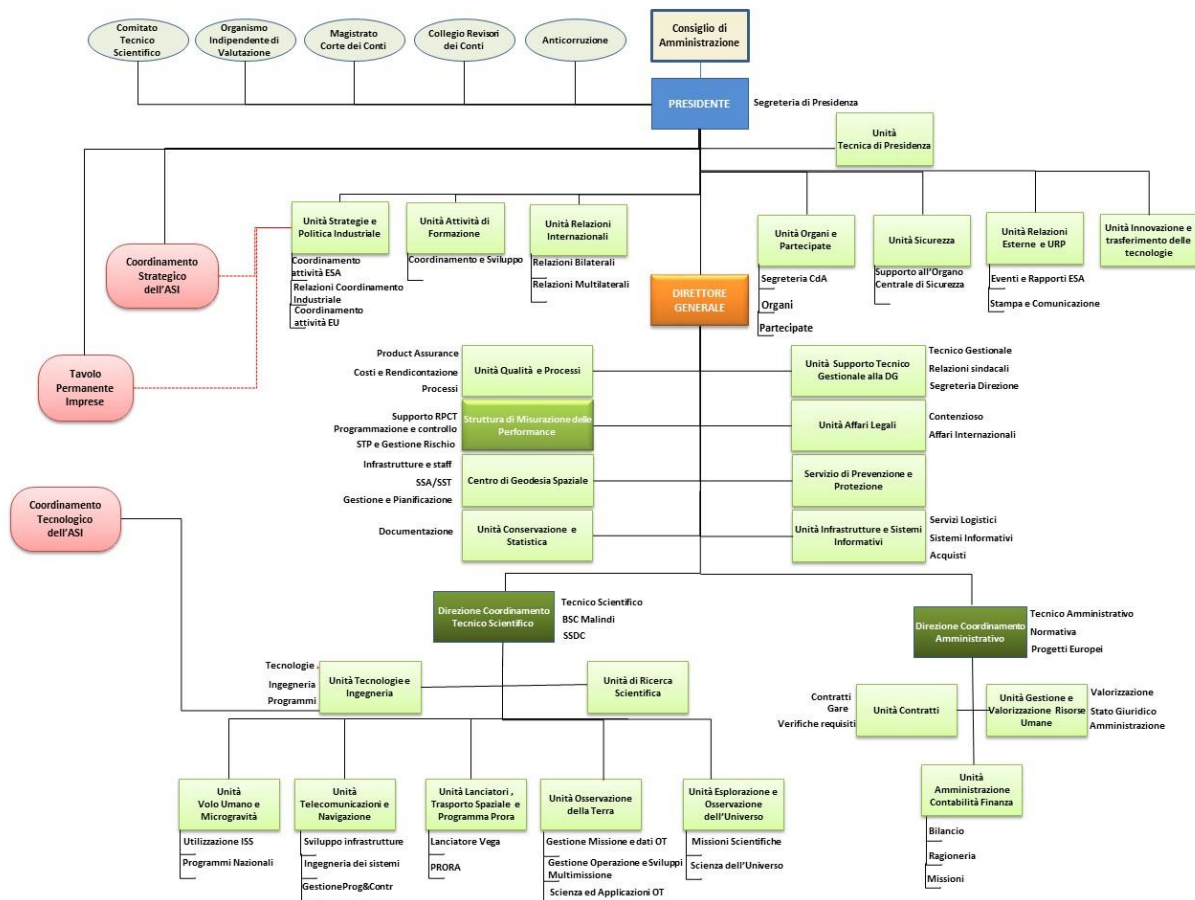 Comitato
Tecnico
Scientifico
Organismo
Indipendente di
Valutazione
Magistrato
Corte dei Conti
Collegio Revisori
dei Conti
Anticorruzione
Consiglio di
Amministrazione
PRESIDENTE
Segreteria di Presidenza
Unità
Tecnica di Presidenza
Unità Strategie e
Politica Industriale
Coordinamento
attività ESA
Relazioni Coordinamento
Industriale
Coordinamento
attività EU
Unità Attività di
Formazione
Coordinamento e Sviluppo
Unità Relazioni
Internazionali
Relazioni Bilaterali
Relazioni Multilaterali
Unità Organi e
Partecipate
Segreteria CdA
Organi
Partecipate
Unità Sicurezza
Supporto all'Organo
Centrale di Sicurezza
Unità Relazioni
Esterne e URP
Eventi e Rapporti ESA
Stampa e Comunicazione
Unità Innovazione e
trasferimento delle
tecnologie
Coordinamento
Strategico
dell'ASI
DIRETTORE
GENERALE
Tavolo
Permanente
Imprese
Product Assurance
Costi e Rendicontazione
Processi
Unità Qualità e Processi
Unità Supporto Tecnico
Gestionale alla DG
Tecnico Gestionale
Relazioni sindacali
Segreteria Direzione
Supporto RPCT
Programmazione e controllo
STP e Gestione Rischio
Struttura di Misurazione delle
Performance
Unità Affari Legali
Contenzioso
Affari Internazionali
Infrastrutture e staff
SSA/SST
Gestione e Pianificazione
Centro di Geodesia Spaziale
Servizio di Prevenzione e
Protezione
Coordinamento
Tecnologico
dell'ASI
Documentazione
Unità Conservazione e
Statistica
Unità Infrastrutture e Sistemi
Informativi
Servizi Logistici
Sistemi Informativi
Acquisti
Direzione Coordinamento
Tecnico Scientifico
Tecnico Scientifico
BSC Malindi
SSDC
Direzione Coordinamento
Amministrativo
Tecnico Amministrativo
Normativa
Progetti Europei
Tecnologie
Ingegneria
Programmi
Unità Tecnologie e
Ingegneria
Unità di Ricerca
Scientifica
Contratti
Gare
Verifiche requisiti
Unità Contratti
Unità Gestione e
Valorizzazione Risorse
Umane
Valorizzazione
Stato Giuridico
Amministrazione
Unità
Volo Umano e
Microgravità
Utilizzazione ISS
Programmi Nazionali
Unità
Telecomunicazioni e
Navigazione
Sviluppo infrastrutture
Ingegneria dei sistemi
GestioneProg&Contr
Unità Lanciatori ,
Trasporto Spaziale e
Programma Prora
Lanciatore Vega
PRORA
Unità Osservazione
della Terra
Gestione Missione e dati OT
Gestione Operazione e Sviluppi
Multimissione
Scienza ed Applicazioni OT
Unità Esplorazione e
Osservazione
dell'Universo
Missioni Scientifiche
Scienza dell'Universo
Unità
Amministrazione
Contabilità Finanza
Bilancio
Ragioneria
Missioni